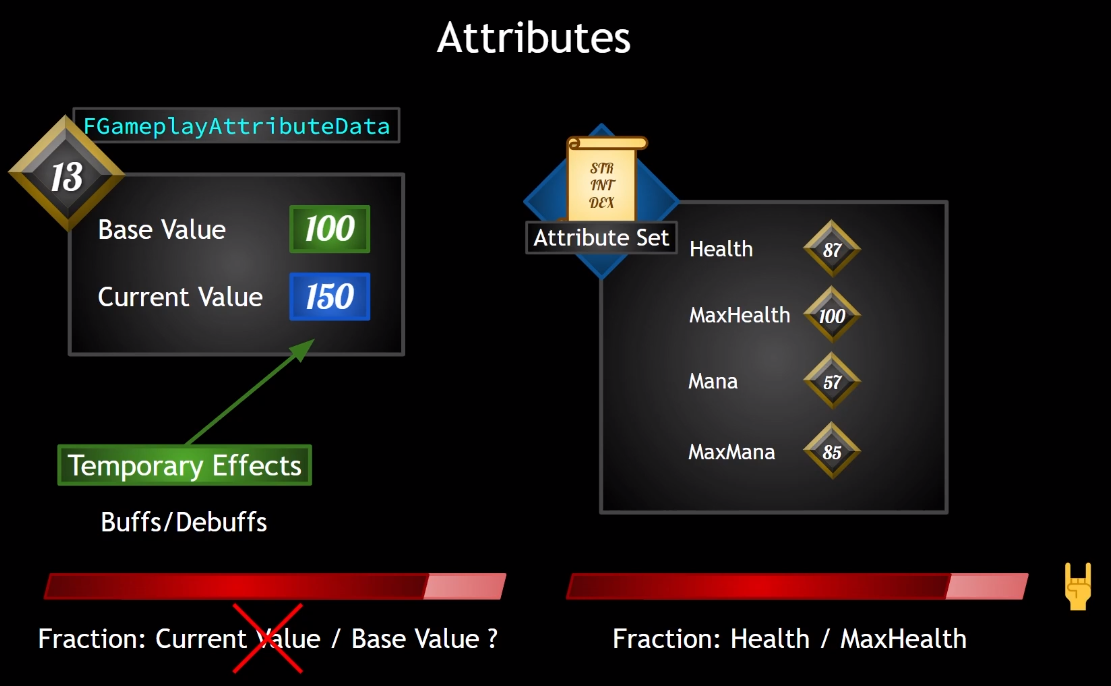 Attributes
FGameplayAttributeData
13
Base Value 100
Current Value 150
Temporary Effects
Buffs/Debuffs
Fraction: Current Value / Base Value ?
STR
INT
DEX
Attribute Set
Health 87
MaxHealth 100
Mana 57
MaxMana 85
Fraction: Health / MaxHealth